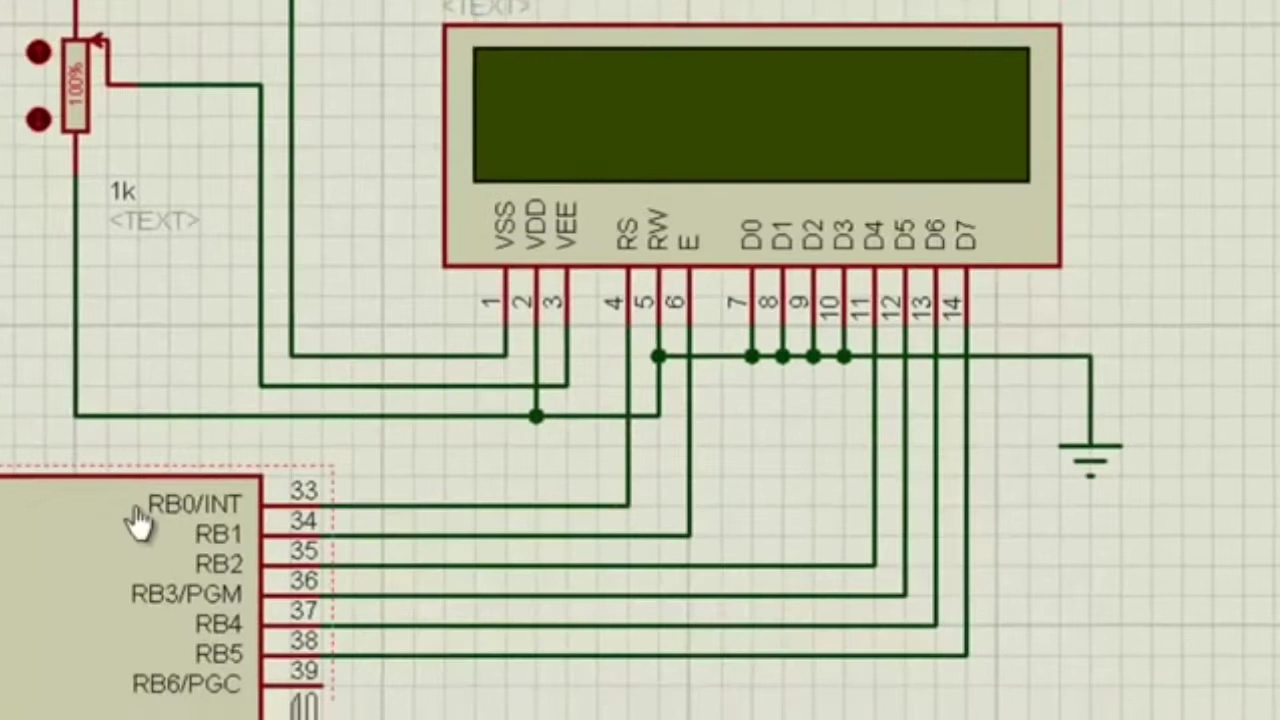 <TEXT>
100%
1k
<TEXT>
VSS
VDD
VEE
RS
RW
E
D0
D1
D2
D3
D4
D5
D6
D7
1
2
3
4
5
6
7
8
9
10
11
12
13
14
RB0/INT 33
RB1 34
RB2 35
RB3/PGM 36
RB4 37
RB5 38
RB6/PGC 39
40